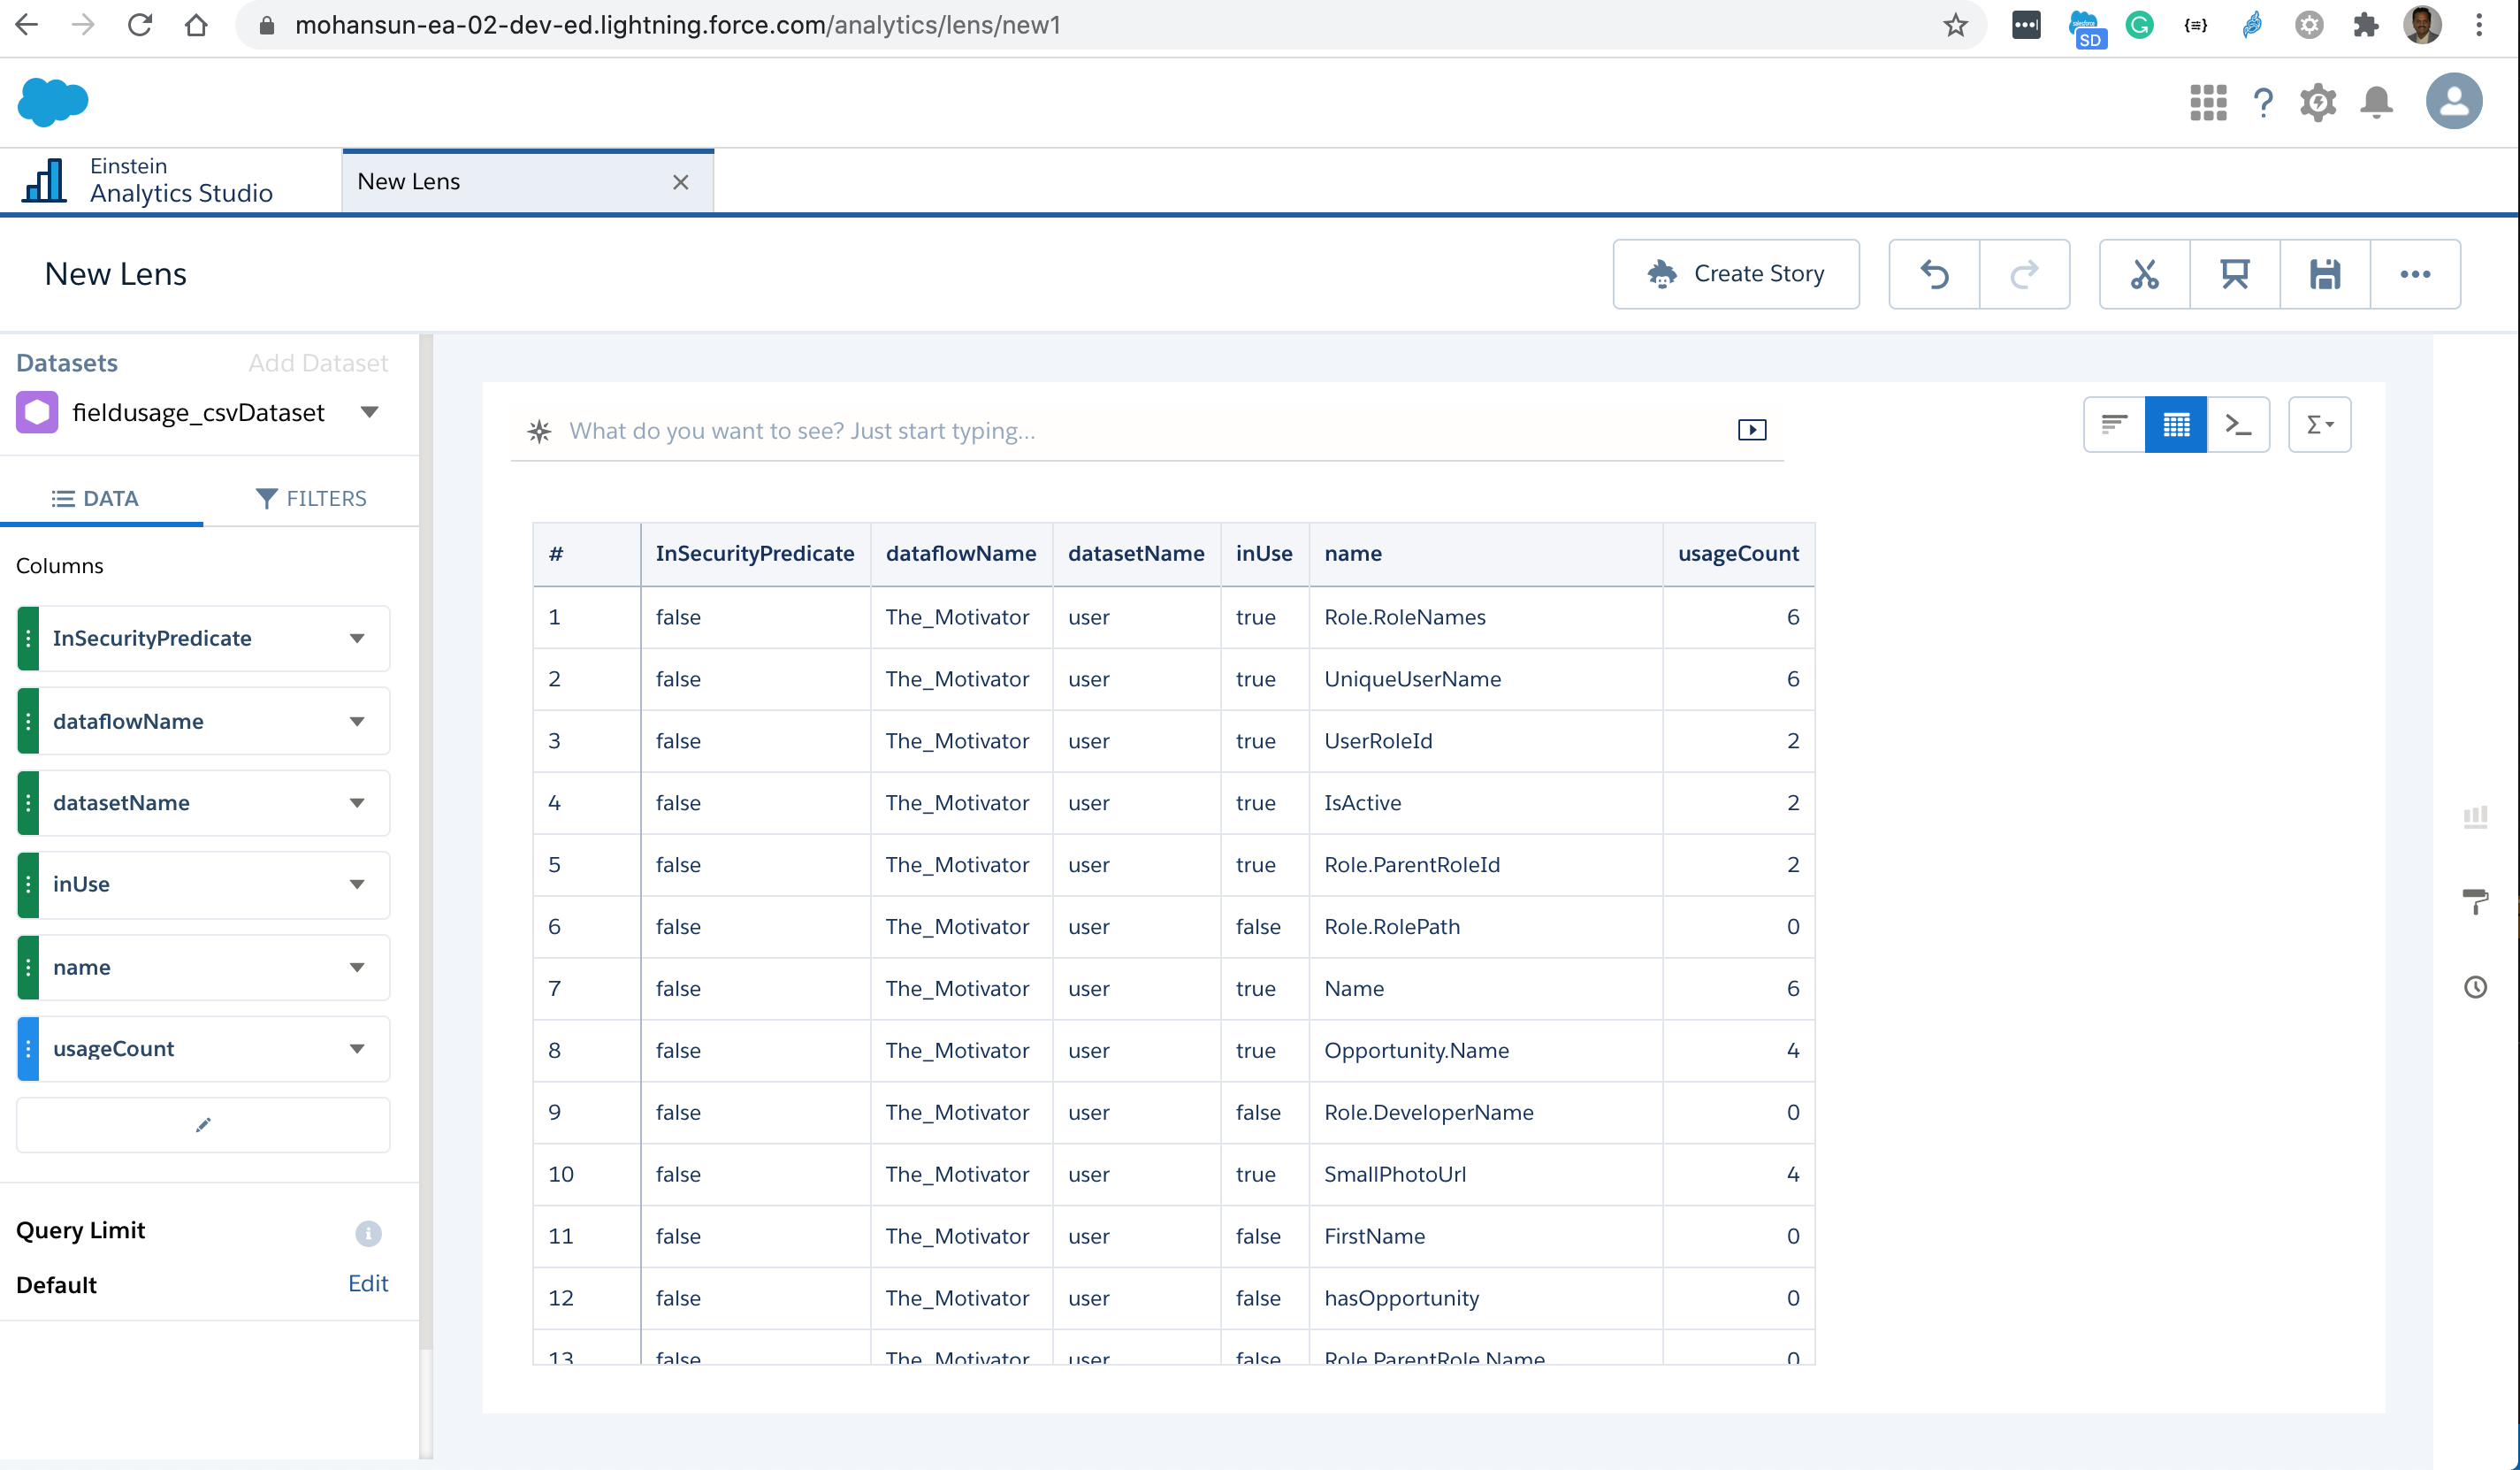 mohansun-ea-02-dev-ed.lightning.force.com/analytics/lens/new1
SD
Einstein
Analytics Studio
New Lens
New Lens
Create Story
Datasets
Add Dataset
fieldusage_csvDataset
What do you want to see? Just start typing...
DATA
FILTERS
Columns
InSecurityPredicate
dataflowName
datasetName
inUse
name
usageCount
Query Limit
Default
Edit
# InSecurityPredicate dataflowName datasetName inUse name usageCount
1 false The_Motivator user true Role.RoleNames 6
2 false The_Motivator user true UniqueUserName 6
3 false The_Motivator user true UserRoleId 2
4 false The_Motivator user true IsActive 2
5 false The_Motivator user true Role.ParentRoleId 2
6 false The_Motivator user false Role.RolePath 0
7 false The_Motivator user true Name 6
8 false The_Motivator user true Opportunity.Name 4
9 false The_Motivator user false Role.DeveloperName 0
10 false The_Motivator user true SmallPhotoUrl 4
11 false The_Motivator user false FirstName 0
12 false The_Motivator user false hasOpportunity 0
13 false The_Motivator user false Role.ParentRole.Name 0